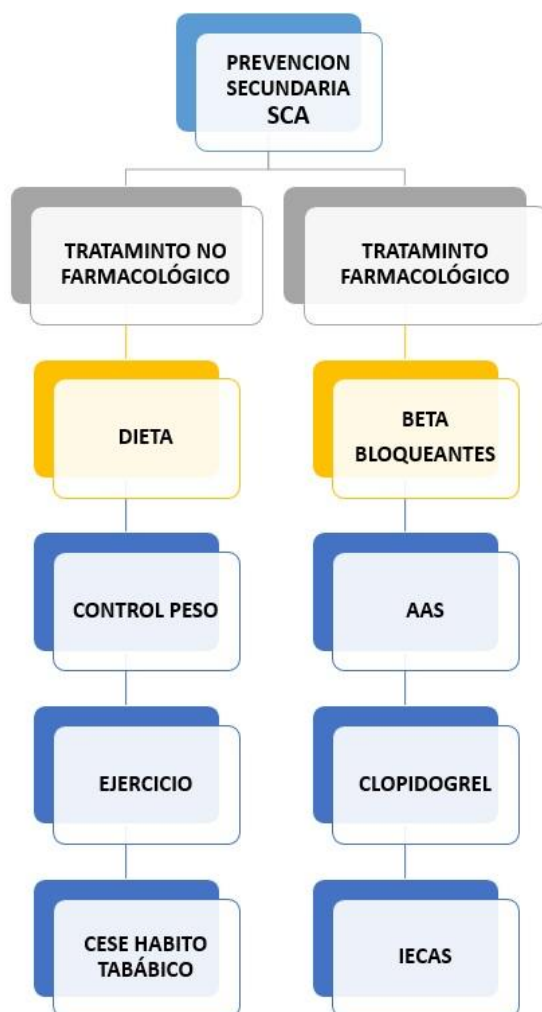 PREVENCION
SECUNDARIA
SCA
TRATAMINTO NO
FARMACOLÓGICO
TRATAMINTO
FARMACOLÓGICO
DIETA
BETA
BLOQUEANTES
CONTROL PESO
AAS
EJERCICIO
CLOPIDOGREL
CESE HABITO
TABÁBICO
IECAS